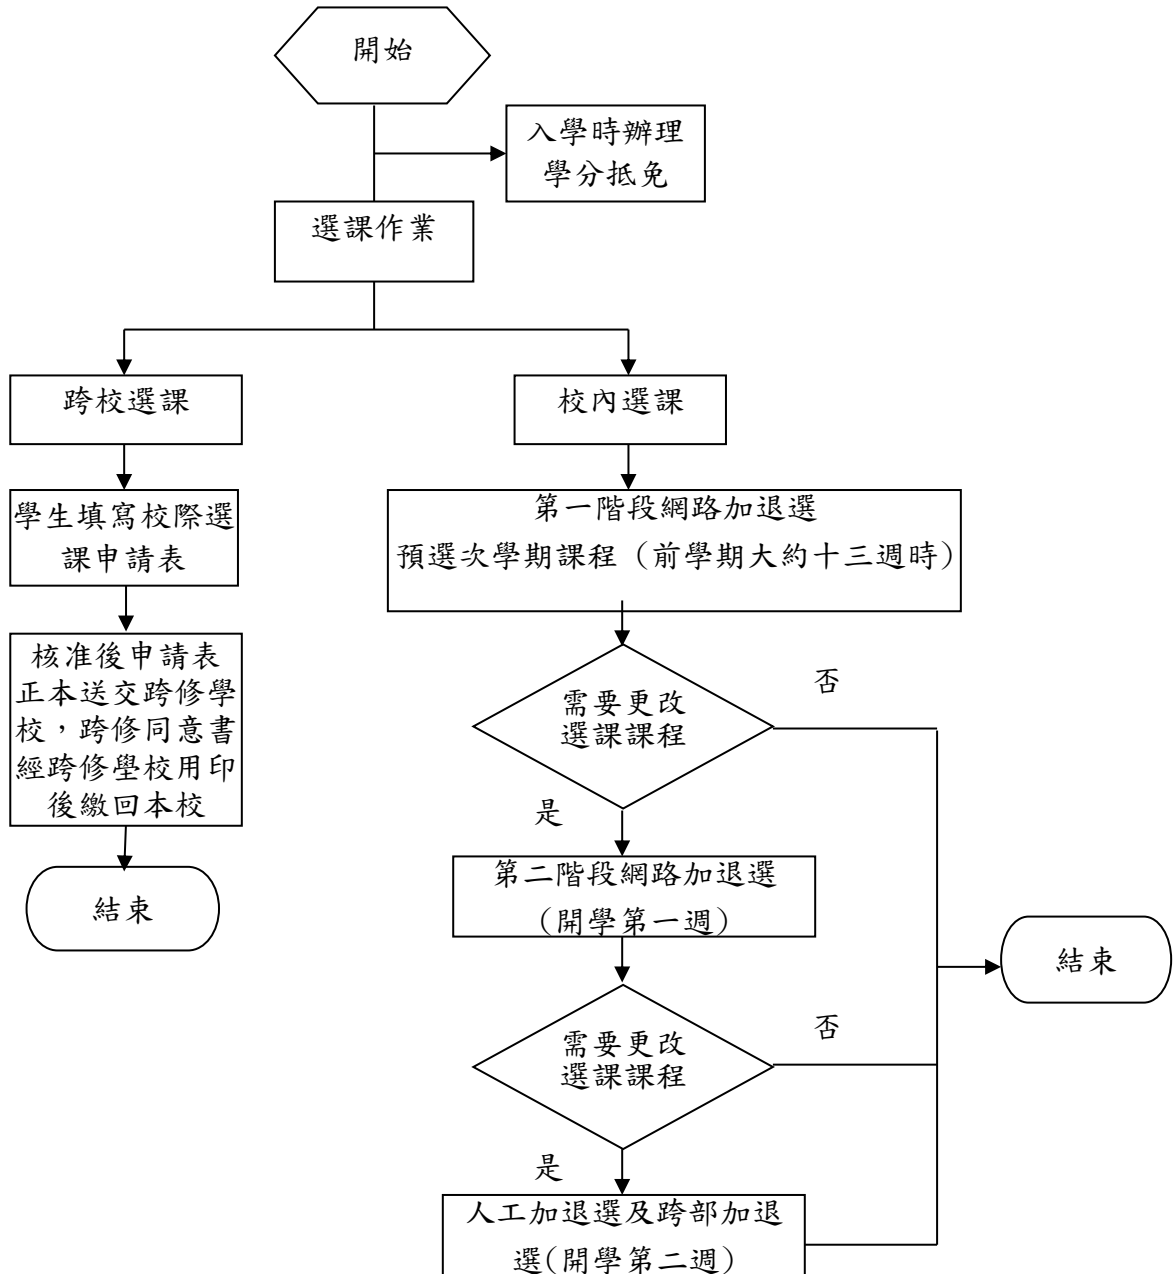 開始
入學時辦理
學分抵免
選課作業
跨校選課
校內選課
學生填寫校際選
課申請表
第一階段網路加退選
預選次學期課程（前學期大約十三週時）
核准後申請表
正本送交跨修學
校，跨修同意書
經跨修學校用印
後繳回本校
需要更改
選課課程
否
是
第二階段網路加退選
(開學第一週)
結束
結束
需要更改
選課課程
否
是
人工加退選及跨部加退
選(開學第二週)